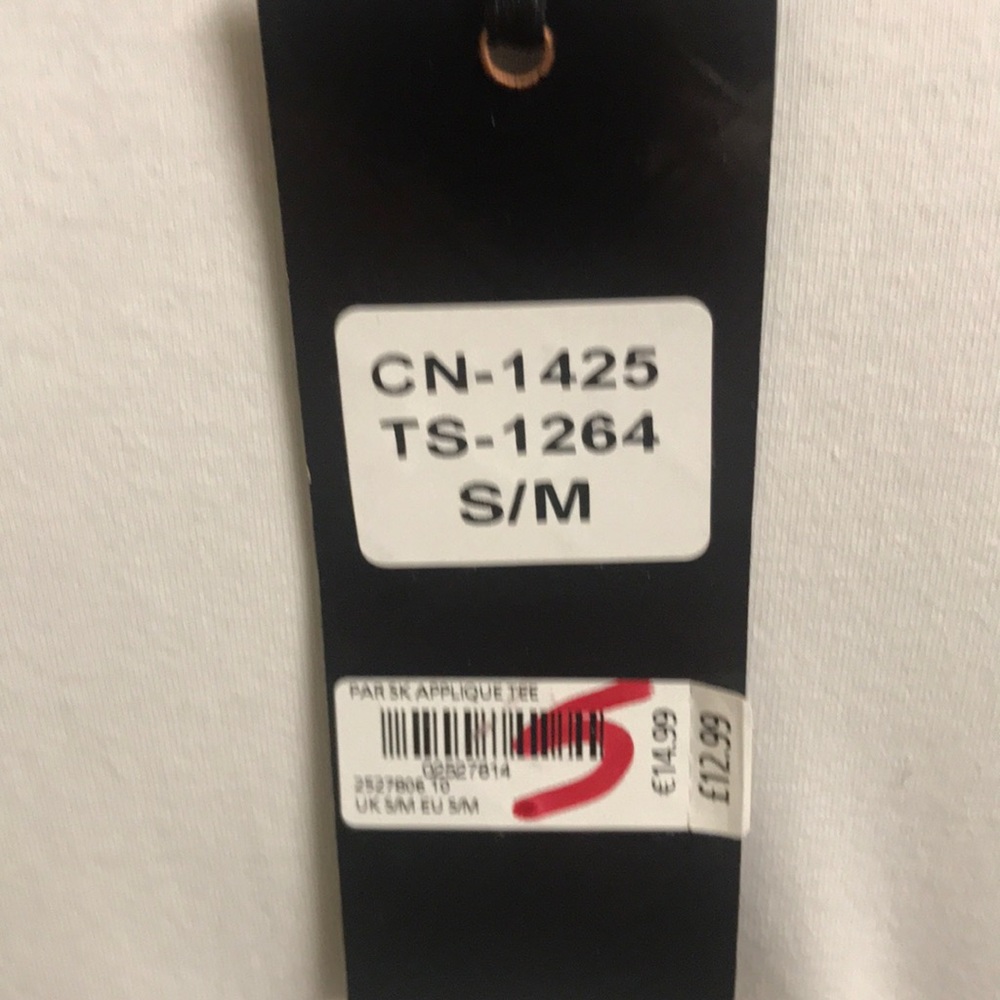 CN-1425
TS-1264
S/M
PAR SK APPLIQUE TEE
02527814
2527806 10
UK S/M EU S/M
5
€14.99
£12.99